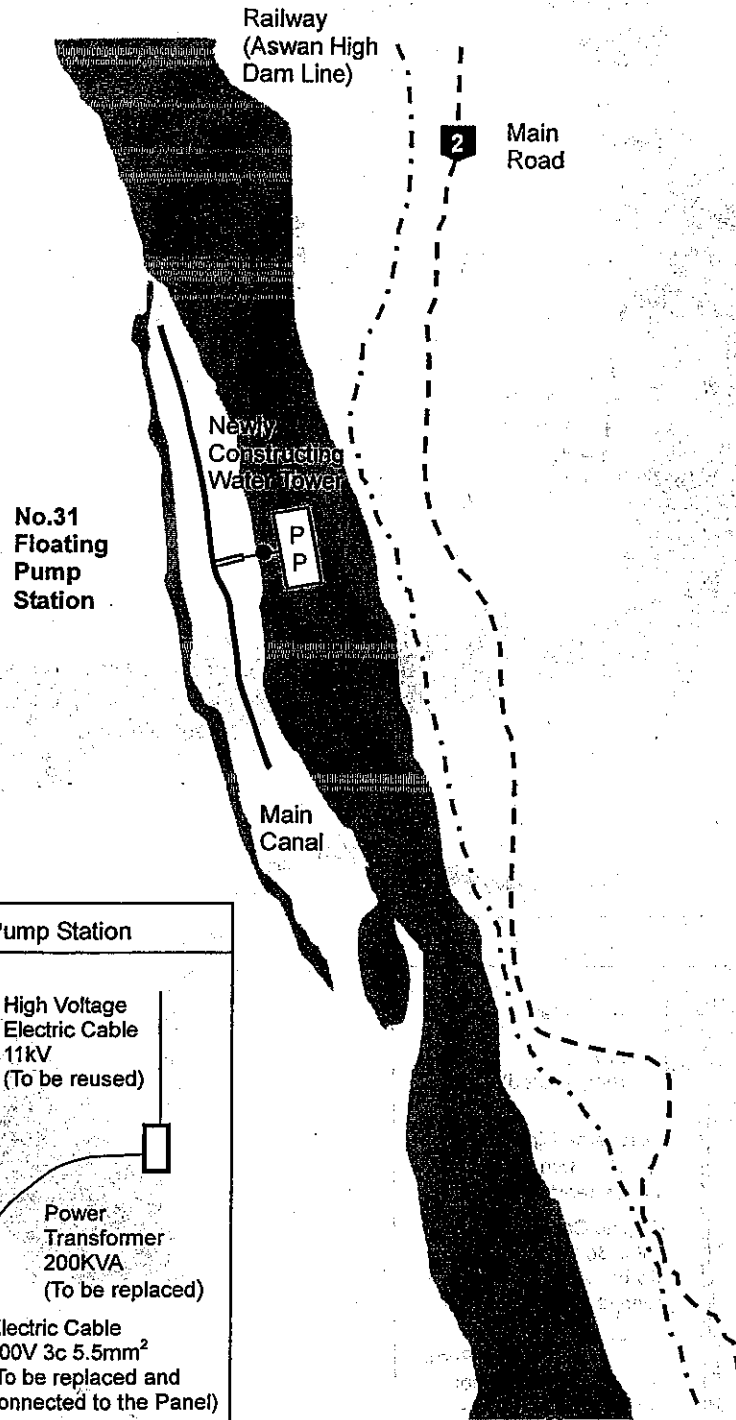 Railway
(Aswan High
Dam Line)
2
Main
Road
Newly
Constructing
Water Tower
No.31
Floating
Pump
Station
P
P
Main
Canal
Pump Station
High Voltage
Electric Cable
11kV
(To be reused)
Power
Transformer
200KVA
(To be replaced)
Electric Cable
00V 3c 5.5mm²
To be replaced and
connected to the Panel)